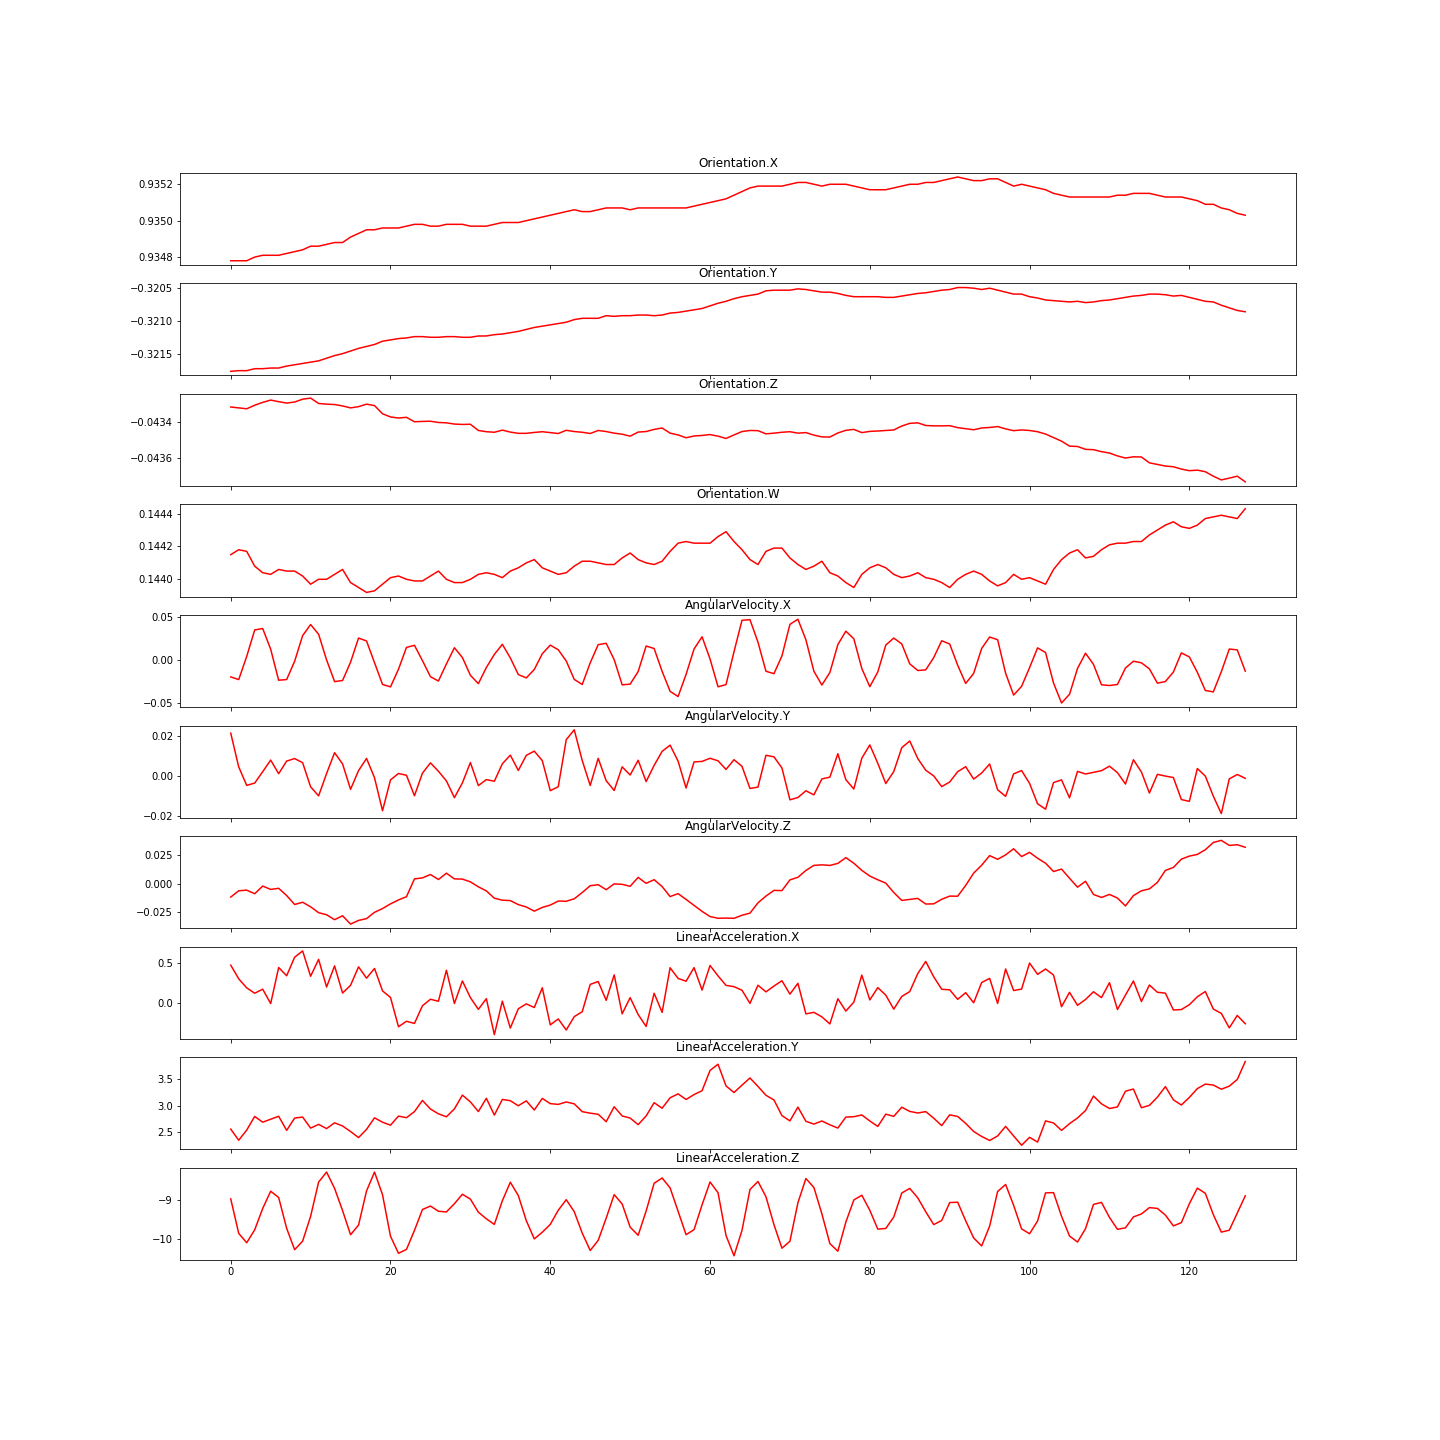 Orientation.X
0.9352
0.9350
0.9348
Orientation.Y
−0.3205
−0.3210
−0.3215
Orientation.Z
−0.0434
−0.0436
Orientation.W
0.1444
0.1442
0.1440
AngularVelocity.X
0.05
0.00
−0.05
AngularVelocity.Y
0.02
0.00
−0.02
AngularVelocity.Z
0.025
0.000
−0.025
LinearAcceleration.X
0.5
0.0
LinearAcceleration.Y
3.5
3.0
2.5
LinearAcceleration.Z
−9
−10
0 20 40 60 80 100 120